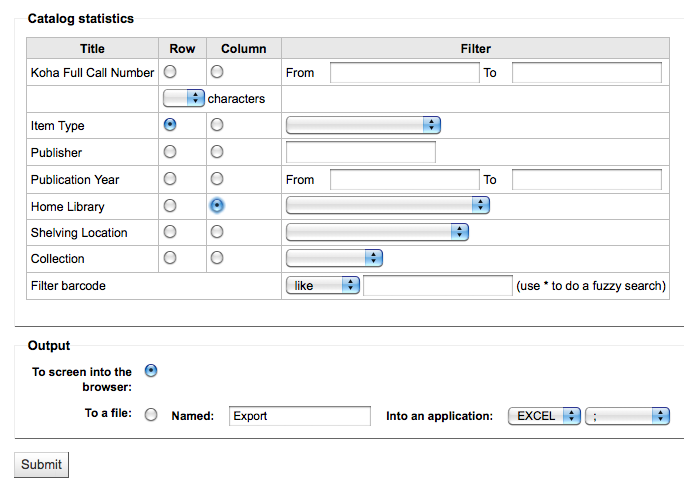 Catalog statistics
Title Row Column Filter
Koha Full Call Number From To
characters
Item Type
Publisher
Publication Year From To
Home Library
Shelving Location
Collection
Filter barcode like (use * to do a fuzzy search)
Output
To screen into the
browser:
To a file: Named: Export Into an application: EXCEL ;
Submit